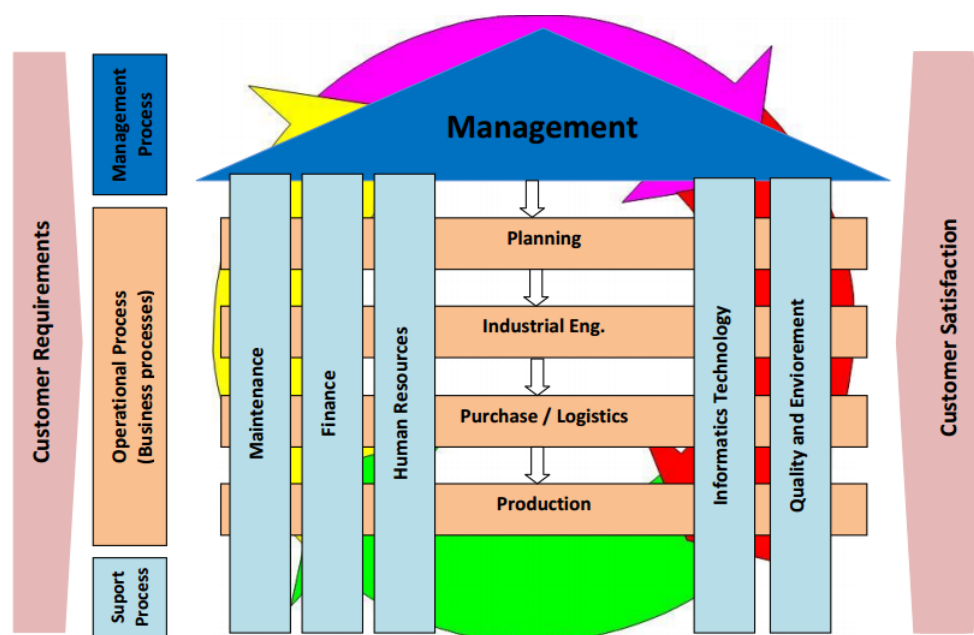 Customer Requirements
Management
Process
Operational Process
(Business processes)
Suport
Process
Management
Planning
Industrial Eng.
Purchase / Logistics
Production
Maintenance
Finance
Human Resources
Informatics Technology
Quality and Enviorement
Customer Satisfaction